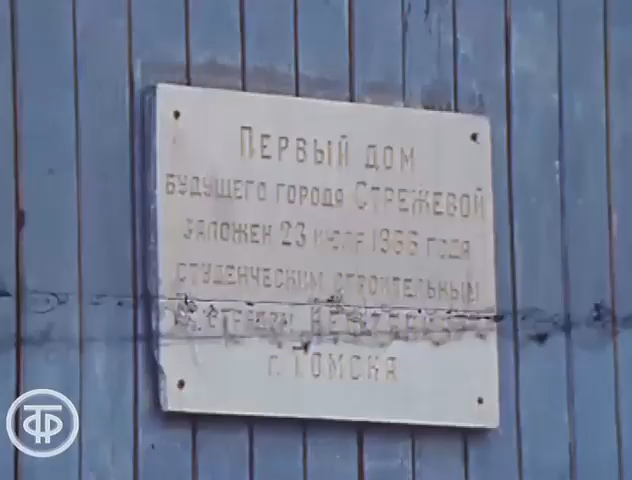 Первый дом
будущего города Стрежевой
заложен 23 июля 1966 года
студенческим строительным
г. Томска